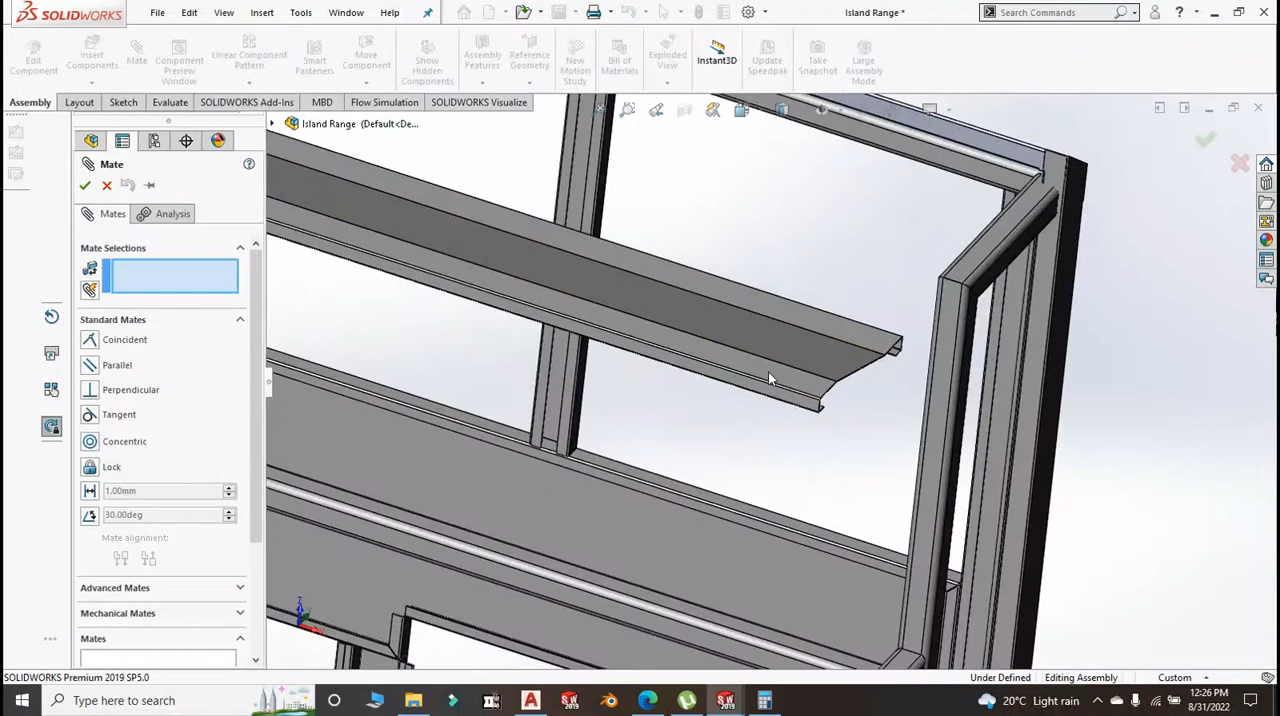 SOLIDWORKS
File
Edit
View
Insert
Tools
Window
Help
Island Range *
Search Commands
Edit
Component
Insert
Components
Mate
Component
Preview
Window
Linear Component
Pattern
Smart
Fasteners
Move
Component
Show
Hidden
Components
Assembly
Features
Reference
Geometry
New
Motion
Study
Bill of
Materials
Exploded
View
Instant3D
Update
Speedpak
Take
Snapshot
Large
Assembly
Mode
Assembly
Layout
Sketch
Evaluate
SOLIDWORKS Add-Ins
MBD
Flow Simulation
SOLIDWORKS Visualize
Island Range (Default<De...
Mate
Mates
Analysis
Mate Selections
Standard Mates
Coincident
Parallel
Perpendicular
Tangent
Concentric
Lock
1.00mm
30.00deg
Mate alignment:
Advanced Mates
Mechanical Mates
Mates
SOLIDWORKS Premium 2019 SP5.0
Under Defined
Editing Assembly
Custom
Type here to search
20°C Light rain
12:26 PM
8/31/2022